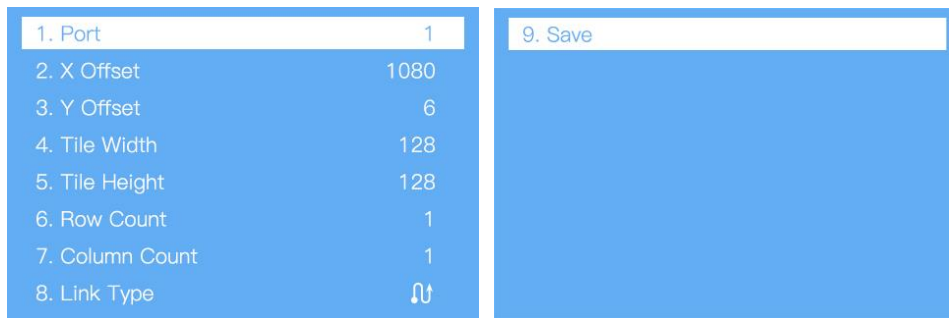 1. Port 1
2. X Offset 1080
3. Y Offset 6
4. Tile Width 128
5. Tile Height 128
6. Row Count 1
7. Column Count 1
8. Link Type
9. Save